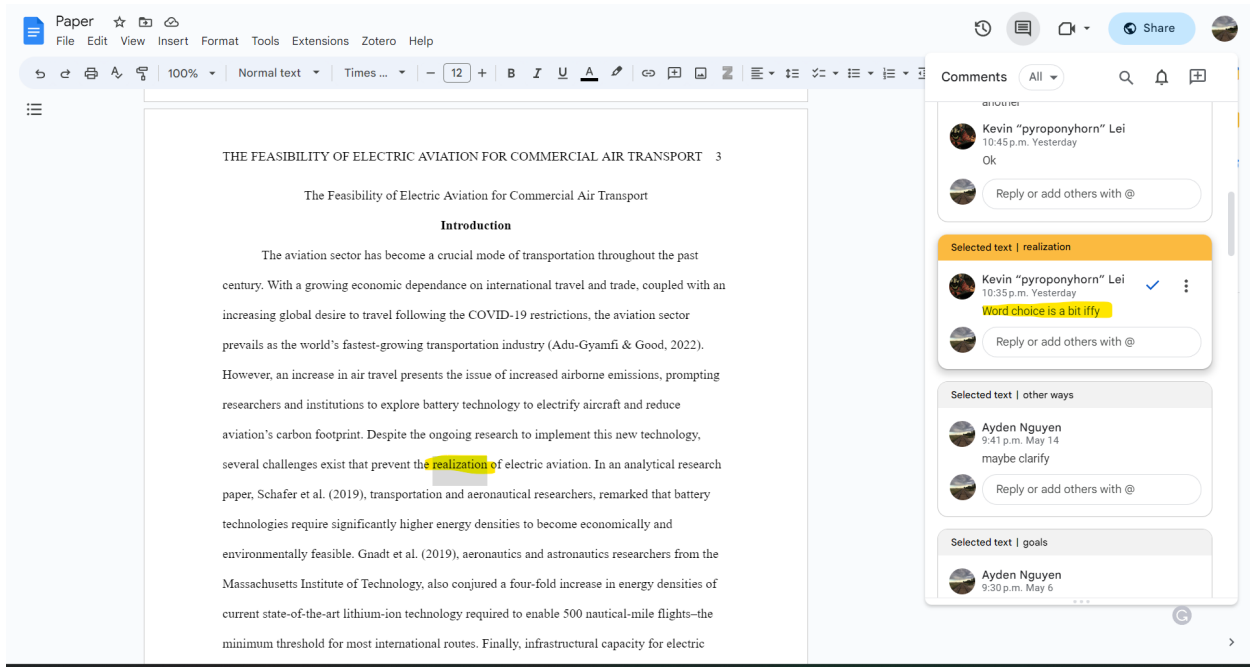 Paper
File Edit View Insert Format Tools Extensions Zotero Help
Share
100% Normal text Times ... − 12 + B I U A
THE FEASIBILITY OF ELECTRIC AVIATION FOR COMMERCIAL AIR TRANSPORT 3
The Feasibility of Electric Aviation for Commercial Air Transport
Introduction
The aviation sector has become a crucial mode of transportation throughout the past
century. With a growing economic dependence on international travel and trade, coupled with an
increasing global desire to travel following the COVID-19 restrictions, the aviation sector
prevails as the world’s fastest-growing transportation industry (Adu-Gyamfi & Good, 2022).
However, an increase in air travel presents the issue of increased airborne emissions, prompting
researchers and institutions to explore battery technology to electrify aircraft and reduce
aviation’s carbon footprint. Despite the ongoing research to implement this new technology,
several challenges exist that prevent the realization of electric aviation. In an analytical research
paper, Schafer et al. (2019), transportation and aeronautical researchers, remarked that battery
technologies require significantly higher energy densities to become economically and
environmentally feasible. Gnadt et al. (2019), aeronautics and astronautics researchers from the
Massachusetts Institute of Technology, also conjured a four-fold increase in energy densities of
current state-of-the-art lithium-ion technology required to enable 500 nautical-mile flights–the
minimum threshold for most international routes. Finally, infrastructural capacity for electric
Comments All
another
Kevin “pyroponyhorn” Lei
10:45 p.m. Yesterday
Ok
Reply or add others with @
Selected text | realization
Kevin “pyroponyhorn” Lei
10:35 p.m. Yesterday
Word choice is a bit iffy
Reply or add others with @
Selected text | other ways
Ayden Nguyen
9:41 p.m. May 14
maybe clarify
Reply or add others with @
Selected text | goals
Ayden Nguyen
9:30 p.m. May 6